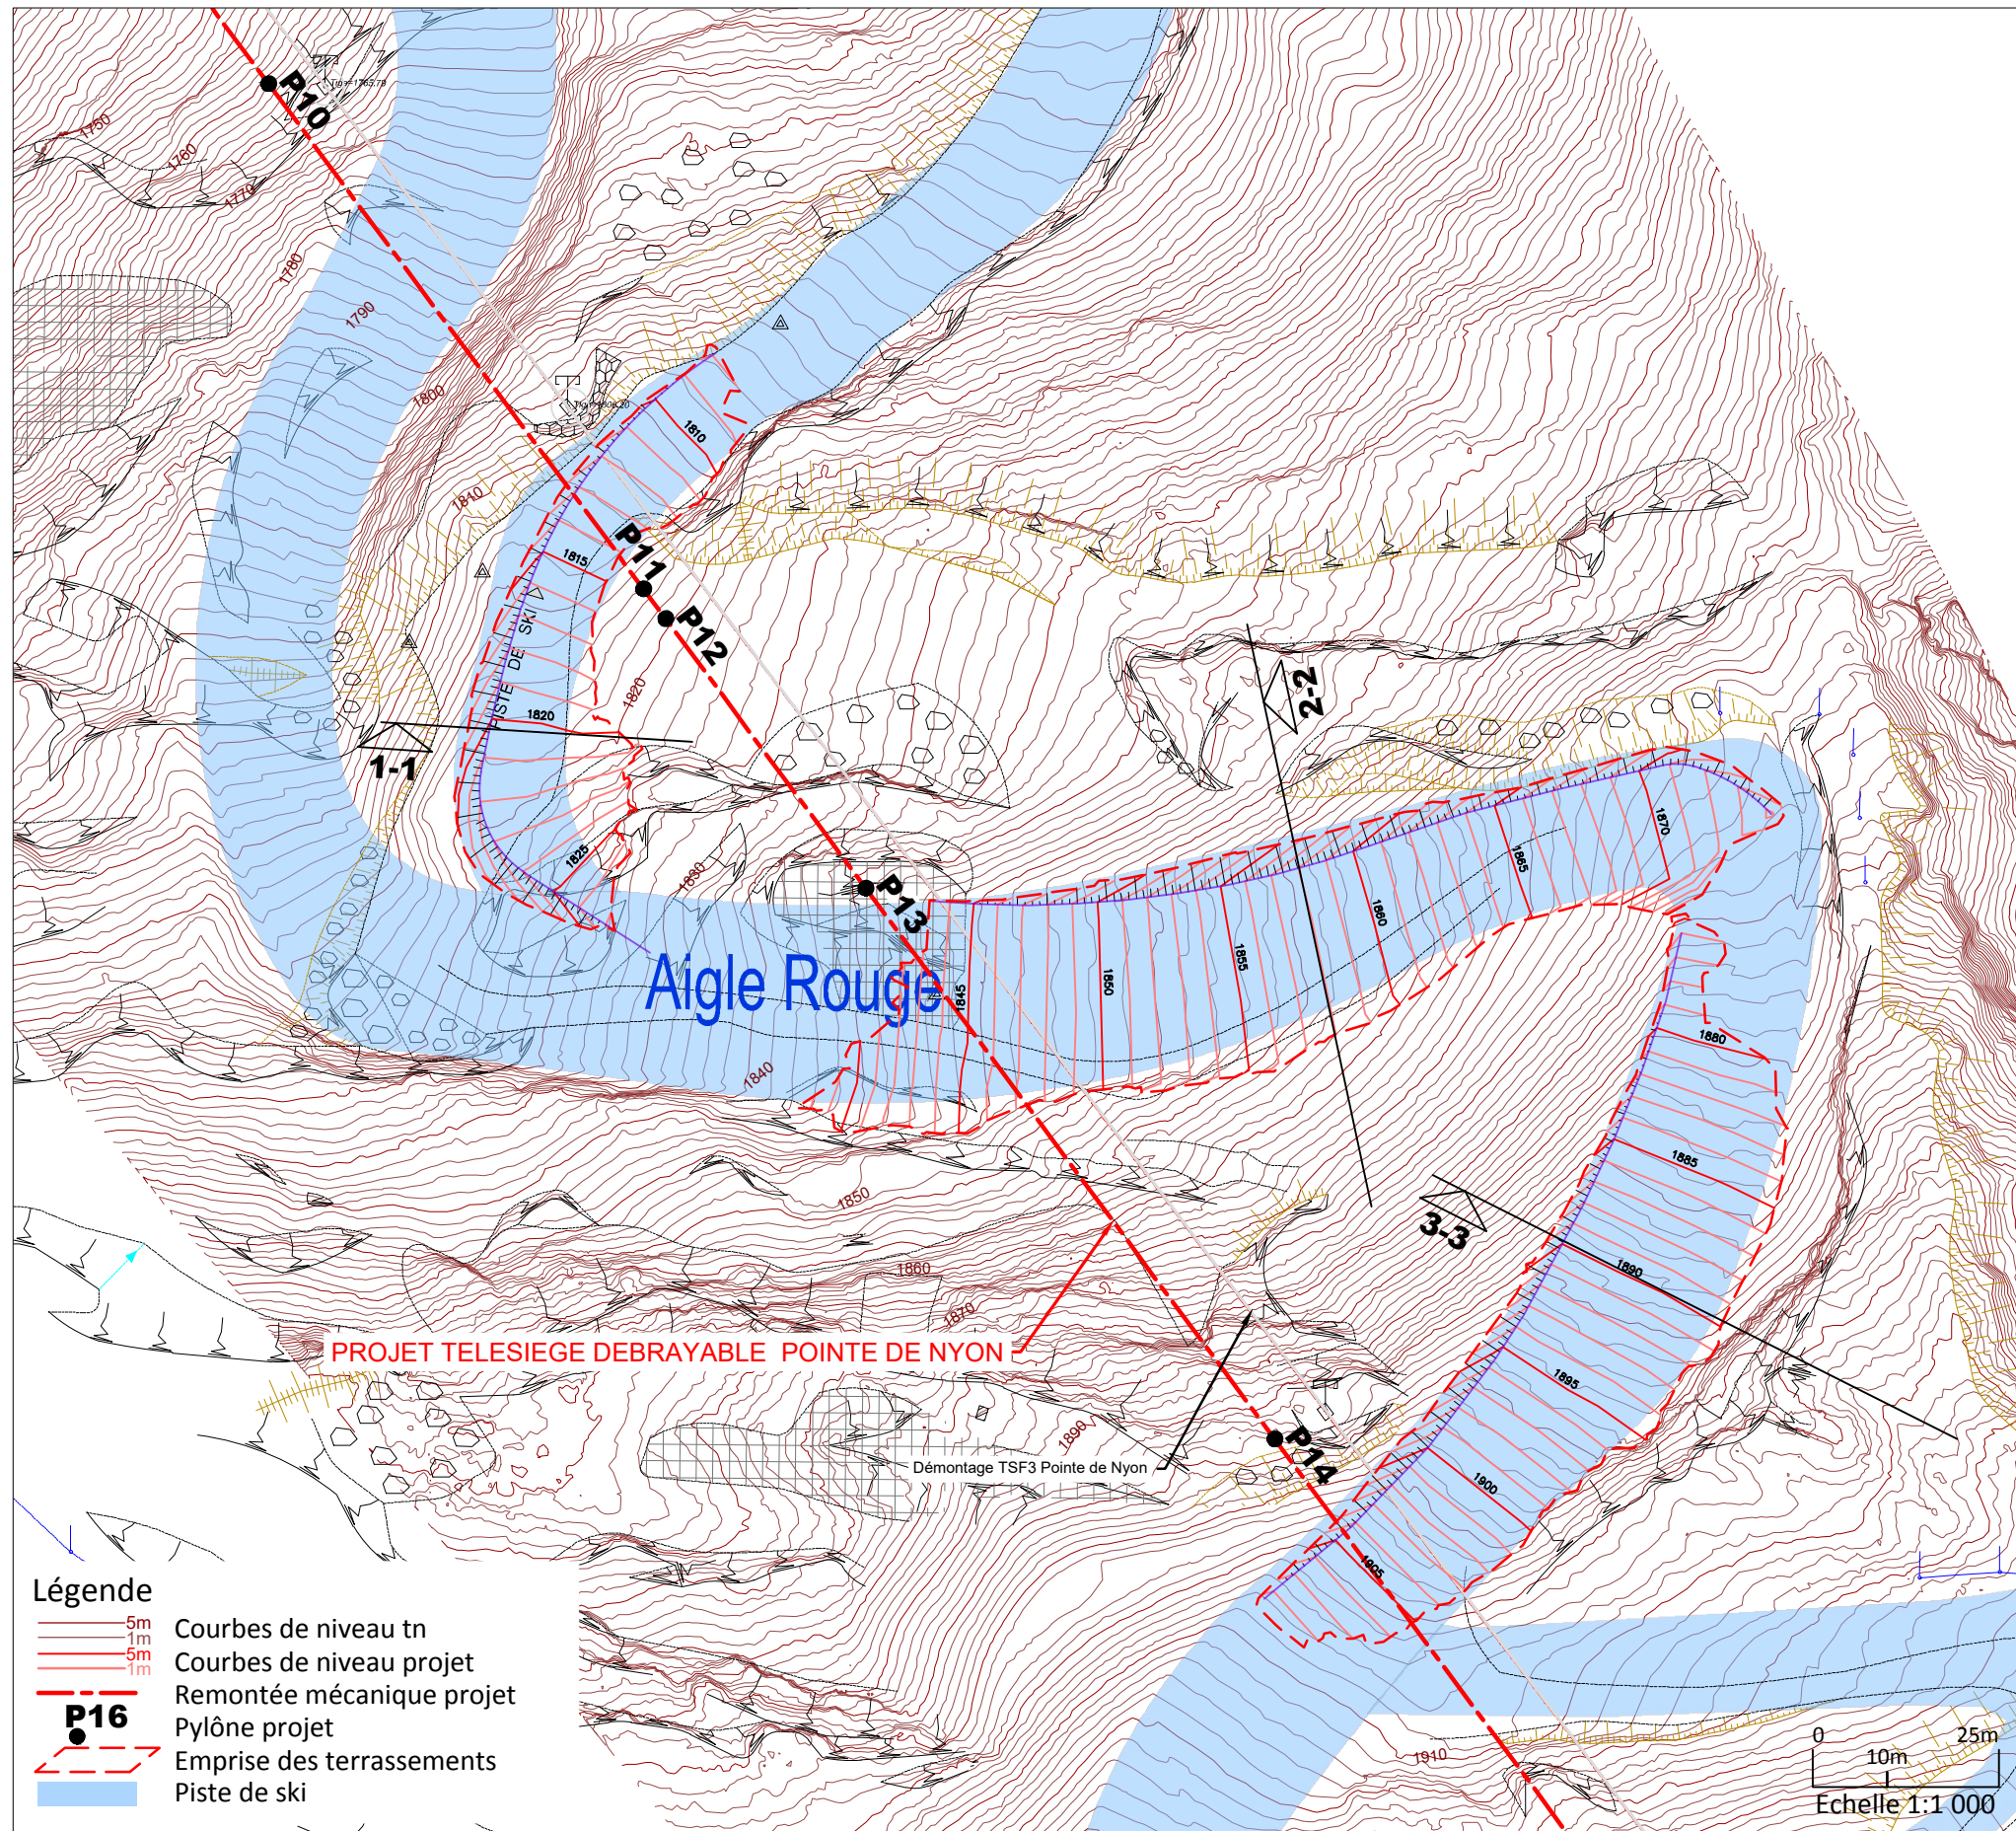 P10
Tign=1765.79
1750
1760
1770
1780
1790
1800
1810
1810
P11
1815
P12
PISTE DE SKI
1820
1820
2-2
1-1
1825
1830
P13
1870
1865
1860
1855
1850
1845
Aigle Rouge
1880
1840
1885
1850
3-3
1860
1890
1870
PROJET TELESIEGE DEBRAYABLE POINTE DE NYON
1895
1890
P14
Démontage TSF3 Pointe de Nyon
1900
1905
1910
Légende
5m
1m
Courbes de niveau tn
5m
1m
Courbes de niveau projet
Remontée mécanique projet
P16
Pylône projet
Emprise des terrassements
Piste de ski
0
25m
10m
Echelle 1:1 000